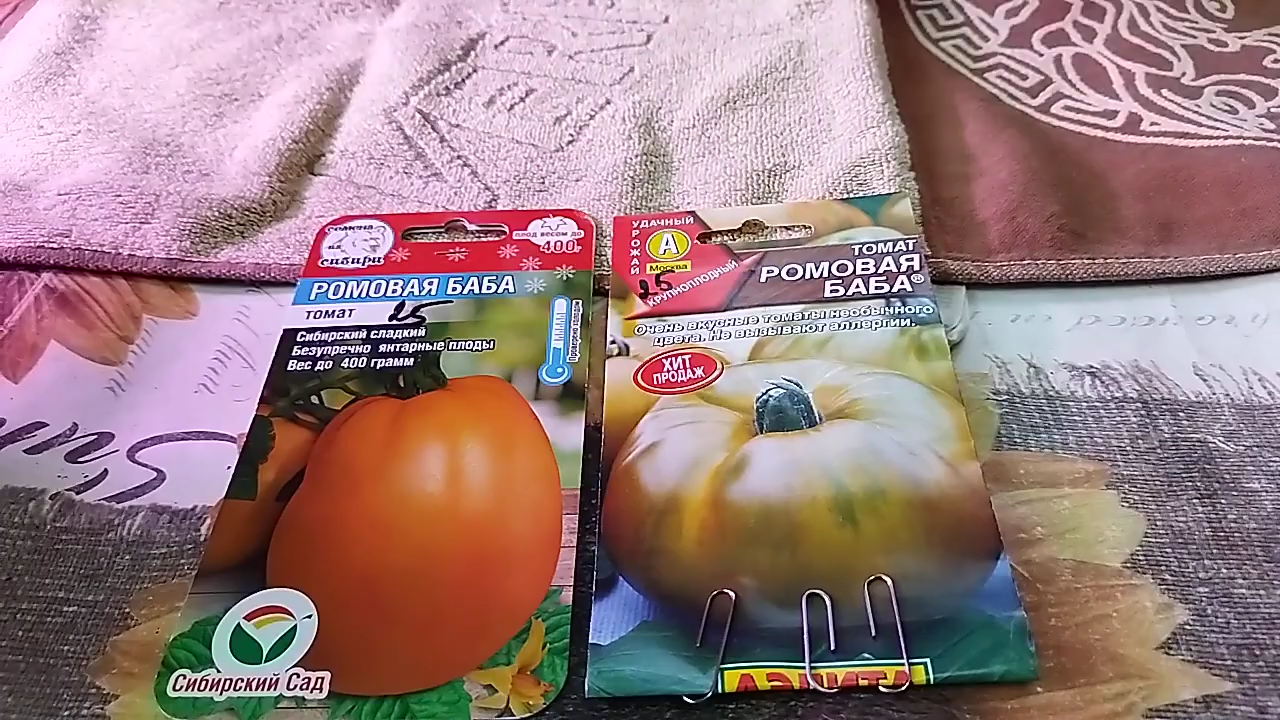 СЕМЕНА
ИЗ
СИБИРИ
ПЛОД ВЕСОМ ДО
400г
РОМОВАЯ БАБА
ТОМАТ
25
Сибирский сладкий
Безупречно янтарные плоды
Вес до 400 грамм
Сибирский Сад
УДАЧНЫЙ
УРОЖАЙ
А
Москва
КРУПНОПЛОДНЫЙ
25
ТОМАТ
РОМОВАЯ
БАБА®
Очень вкусные томаты необычного
цвета. Не вызывают аллергии.
ХИТ
ПРОДАЖ
АЭЛИТА